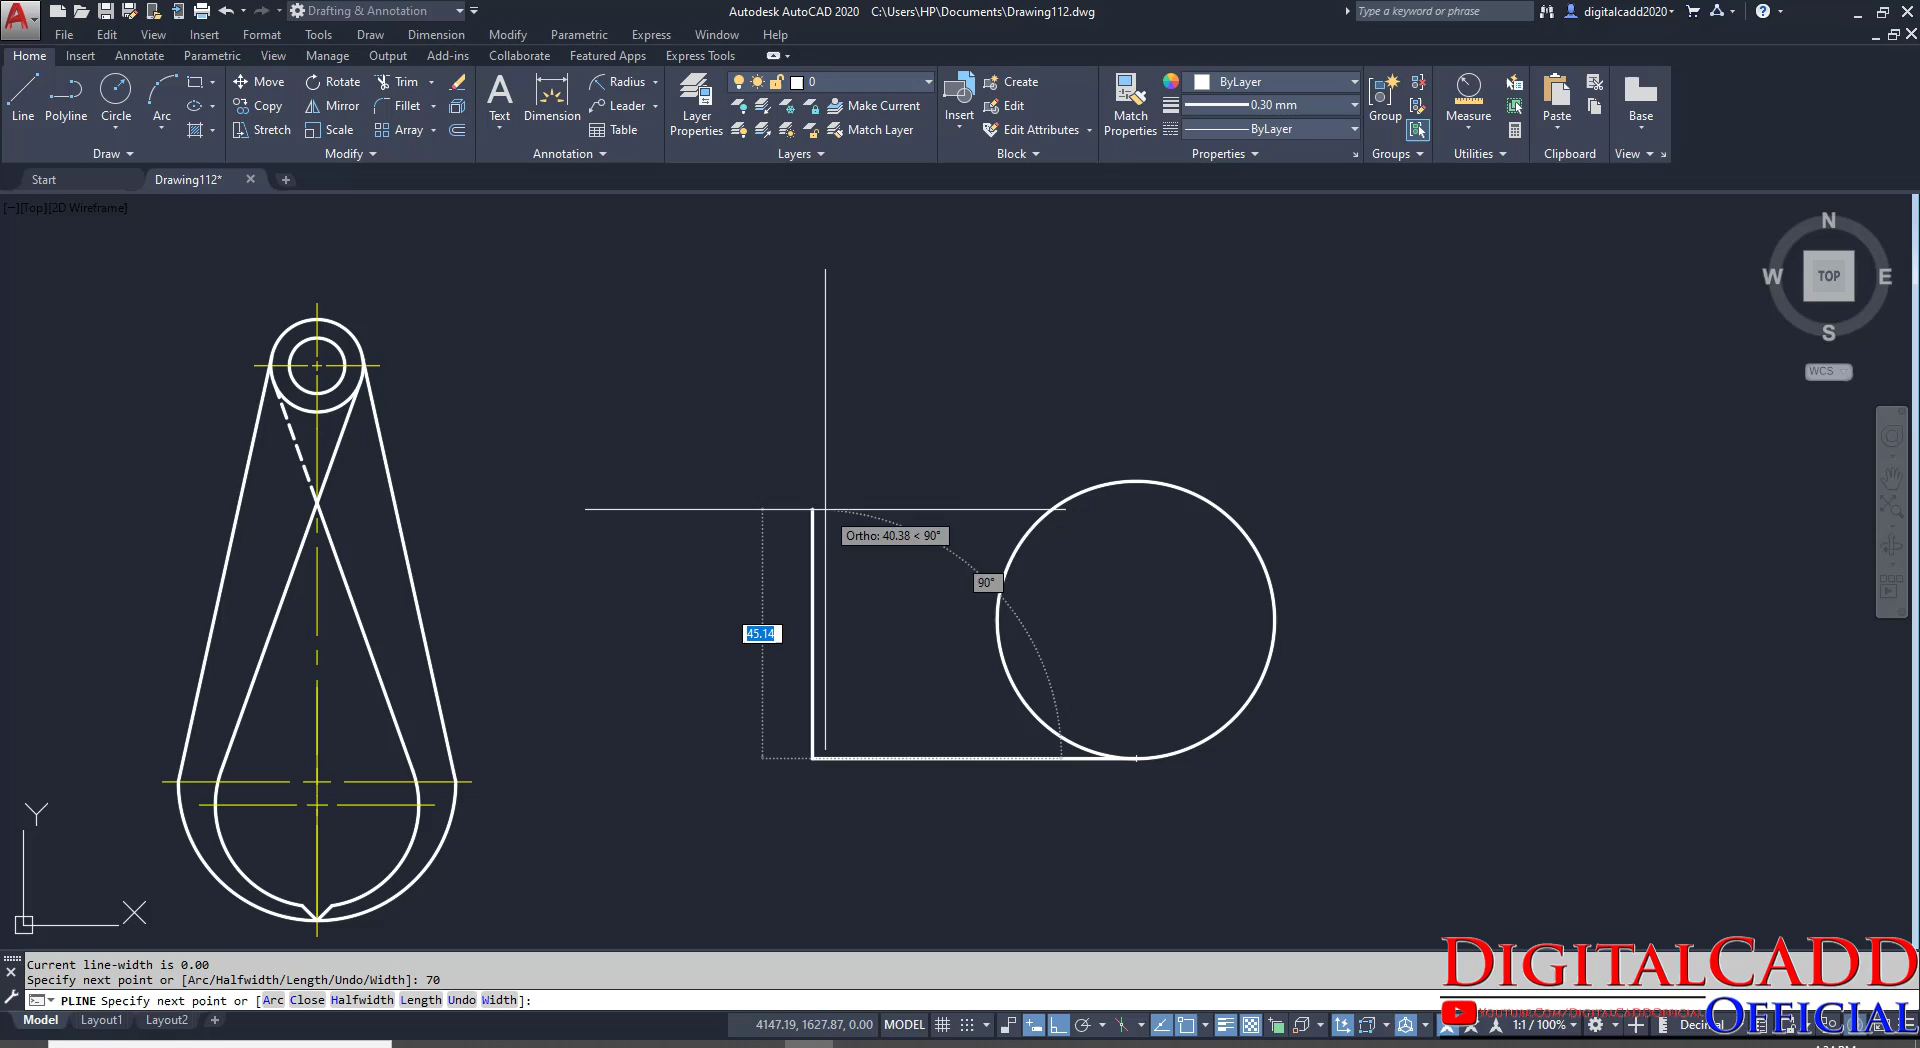 Drafting & Annotation
Autodesk AutoCAD 2020 C:\Users\HP\Documents\Drawing112.dwg
Type a keyword or phrase
digitalcadd2020
File Edit View Insert Format Tools Draw Dimension Modify Parametric Express Window Help
Home Insert Annotate Parametric View Manage Output Add-ins Collaborate Featured Apps Express Tools
Line Polyline Circle Arc
Move Rotate Trim
Copy Mirror Fillet
Stretch Scale Array
Text Dimension
Radius
Leader
Table
Layer Properties
0
Make Current
Match Layer
Insert
Create
Edit
Edit Attributes
Match Properties
ByLayer
0.30 mm
ByLayer
Group
Measure
Paste
Base
Draw Modify Annotation Layers Block Properties Groups Utilities Clipboard View
Start Drawing112*
[−][Top][2D Wireframe]
N
W TOP E
S
WCS
Ortho: 40.38 < 90°
90°
45.14
Y
X
Current line-width is 0.00
Specify next point or [Arc/Halfwidth/Length/Undo/Width]: 70
PLINE Specify next point or [Arc Close Halfwidth Length Undo Width]:
DIGITALCADD
OFFICIAL
YOUTUBE.COM/DIGITALCADDOFFICIAL
Model Layout1 Layout2
4147.19, 1627.87, 0.00 MODEL
1:1 / 100%